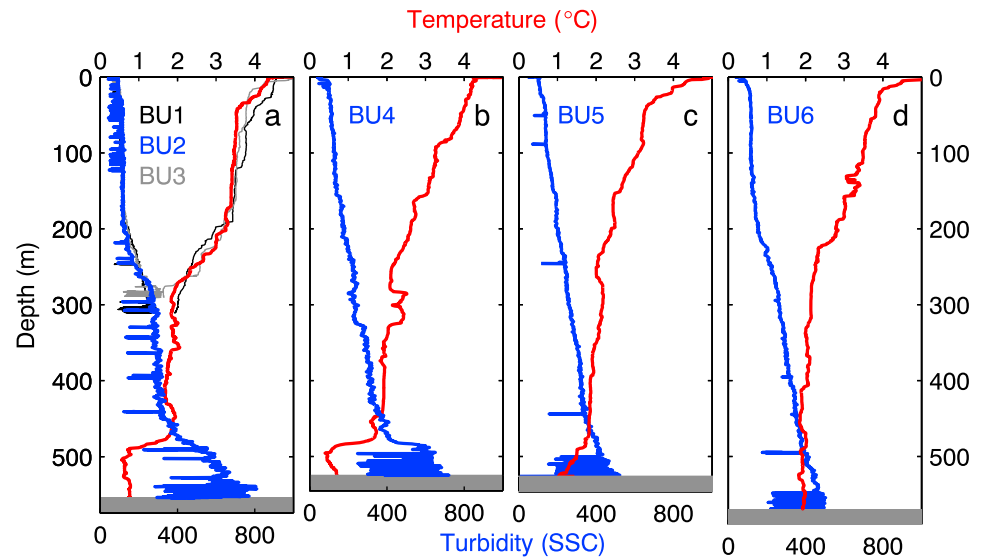 Temperature (°C)
0 1 2 3 4 0 1 2 3 4 0 1 2 3 4 0 1 2 3 4
0 0
BU1 a BU4 b BU5 c BU6 d
BU2
BU3
100 100
200 200
Depth (m)
300 300
400 400
500 500
0 400 800 0 400 800 0 400 800 0 400 800
Turbidity (SSC)